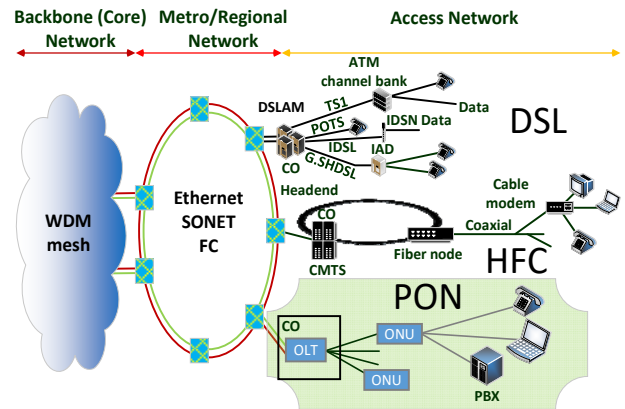 Backbone (Core)
Network
Metro/Regional
Network
Access Network
WDM
mesh
Ethernet
SONET
FC
ATM
channel bank
DSLAM
TS1
Data
POTS
IDSN Data
IDSL
IAD
CO
G.SHDSL
DSL
Headend
CO
CMTS
Fiber node
Coaxial
Cable
modem
HFC
PON
CO
OLT
ONU
ONU
PBX